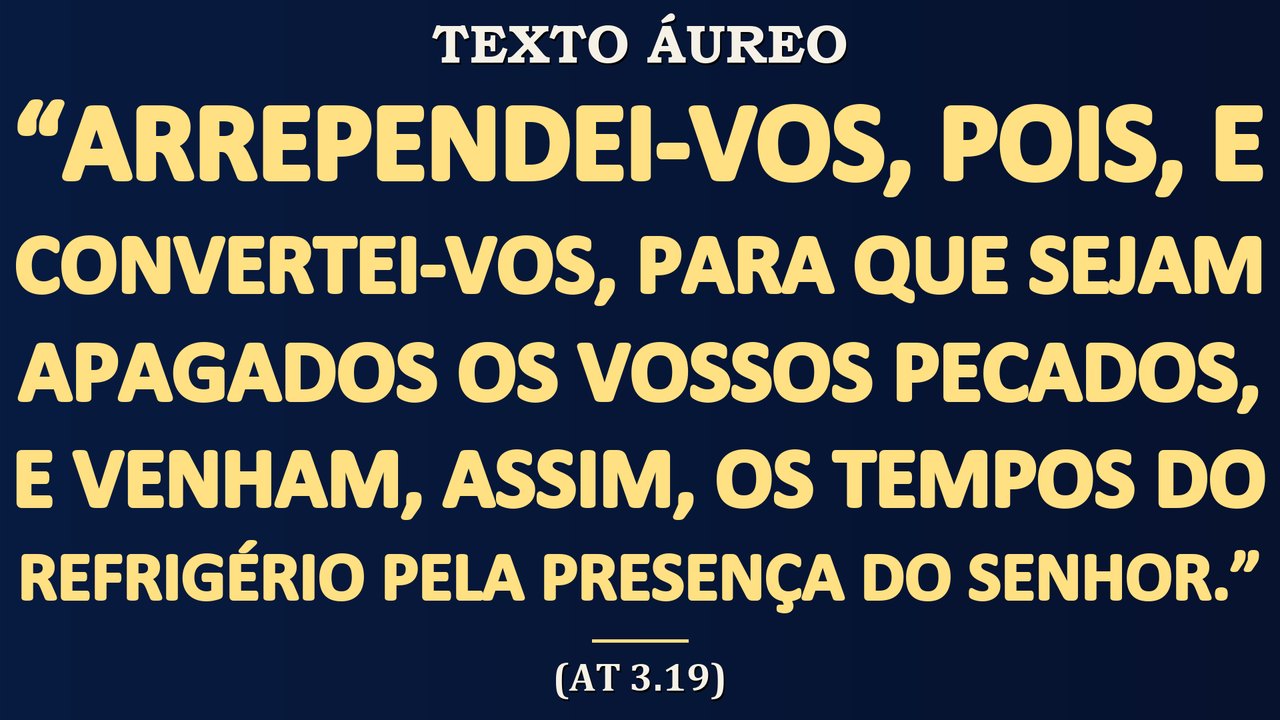 TEXTO ÁUREO
“ARREPENDEI-VOS, POIS, E
CONVERTEI-VOS, PARA QUE SEJAM
APAGADOS OS VOSSOS PECADOS,
E VENHAM, ASSIM, OS TEMPOS DO
REFRIGÉRIO PELA PRESENÇA DO SENHOR.”
(AT 3.19)